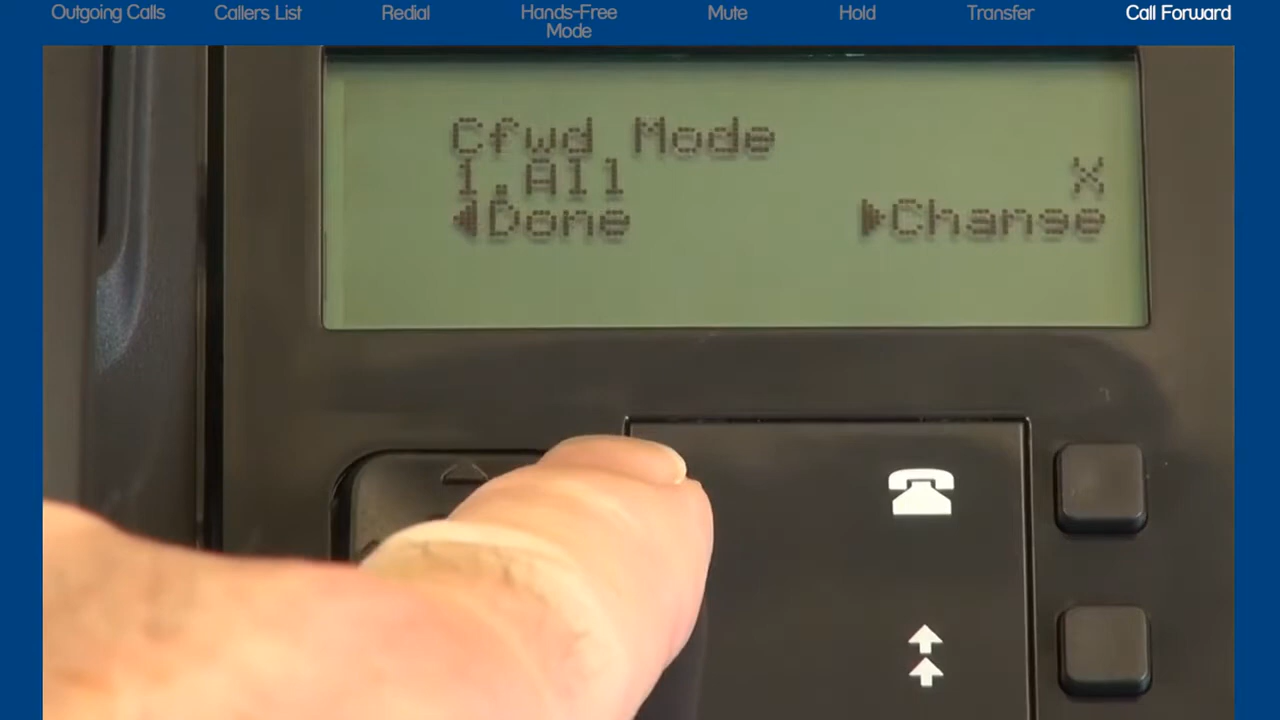 Outgoing Calls
Callers List
Redial
Hands-Free
Mode
Mute
Hold
Transfer
Call Forward
Cfwd Mode
1.All X
◀Done ▶Change